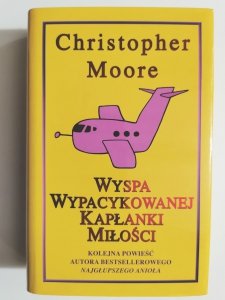 Christopher
Moore
Wyspa
Wypacykowanej
Kapłanki
Miłości
KOLEJNA POWIEŚĆ
AUTORA BESTSELLEROWEGO
NAJGŁUPSZEGO ANIOŁA